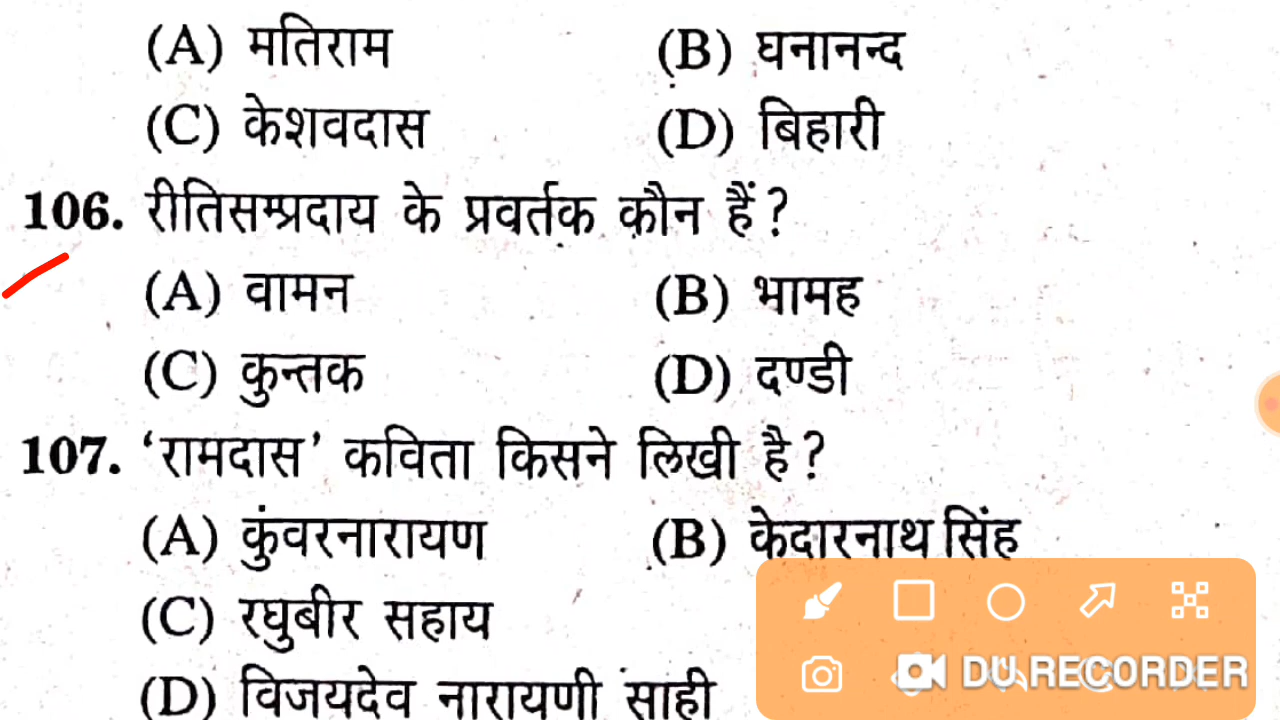 (A) मतिराम (B) घनानन्द
(C) केशवदास (D) बिहारी
106. रीतिसम्प्रदाय के प्रवर्तक कौन हैं?
(A) वामन (B) भामह
(C) कुन्तक (D) दण्डी
107. 'रामदास' कविता किसने लिखी है?
(A) कुंवरनारायण (B) केदारनाथ सिंह
(C) रघुबीर सहाय
(D) विजयदेव नारायणी साही
DU RECORDER